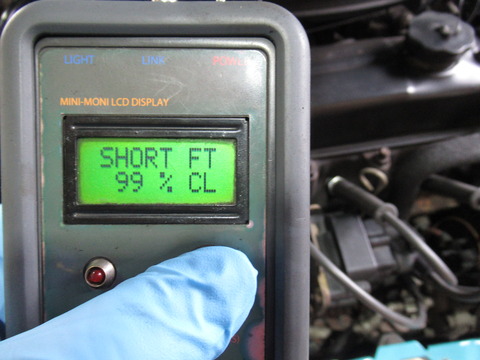 LIGHT LINK POWER
MINI-MONI LCD DISPLAY
SHORT FT
99 % CL